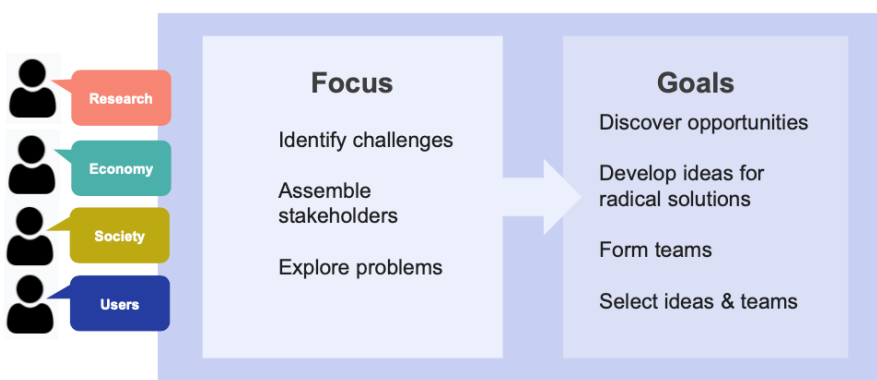 Research
Economy
Society
Users
Focus
Identify challenges
Assemble
stakeholders
Explore problems
Goals
Discover opportunities
Develop ideas for
radical solutions
Form teams
Select ideas & teams